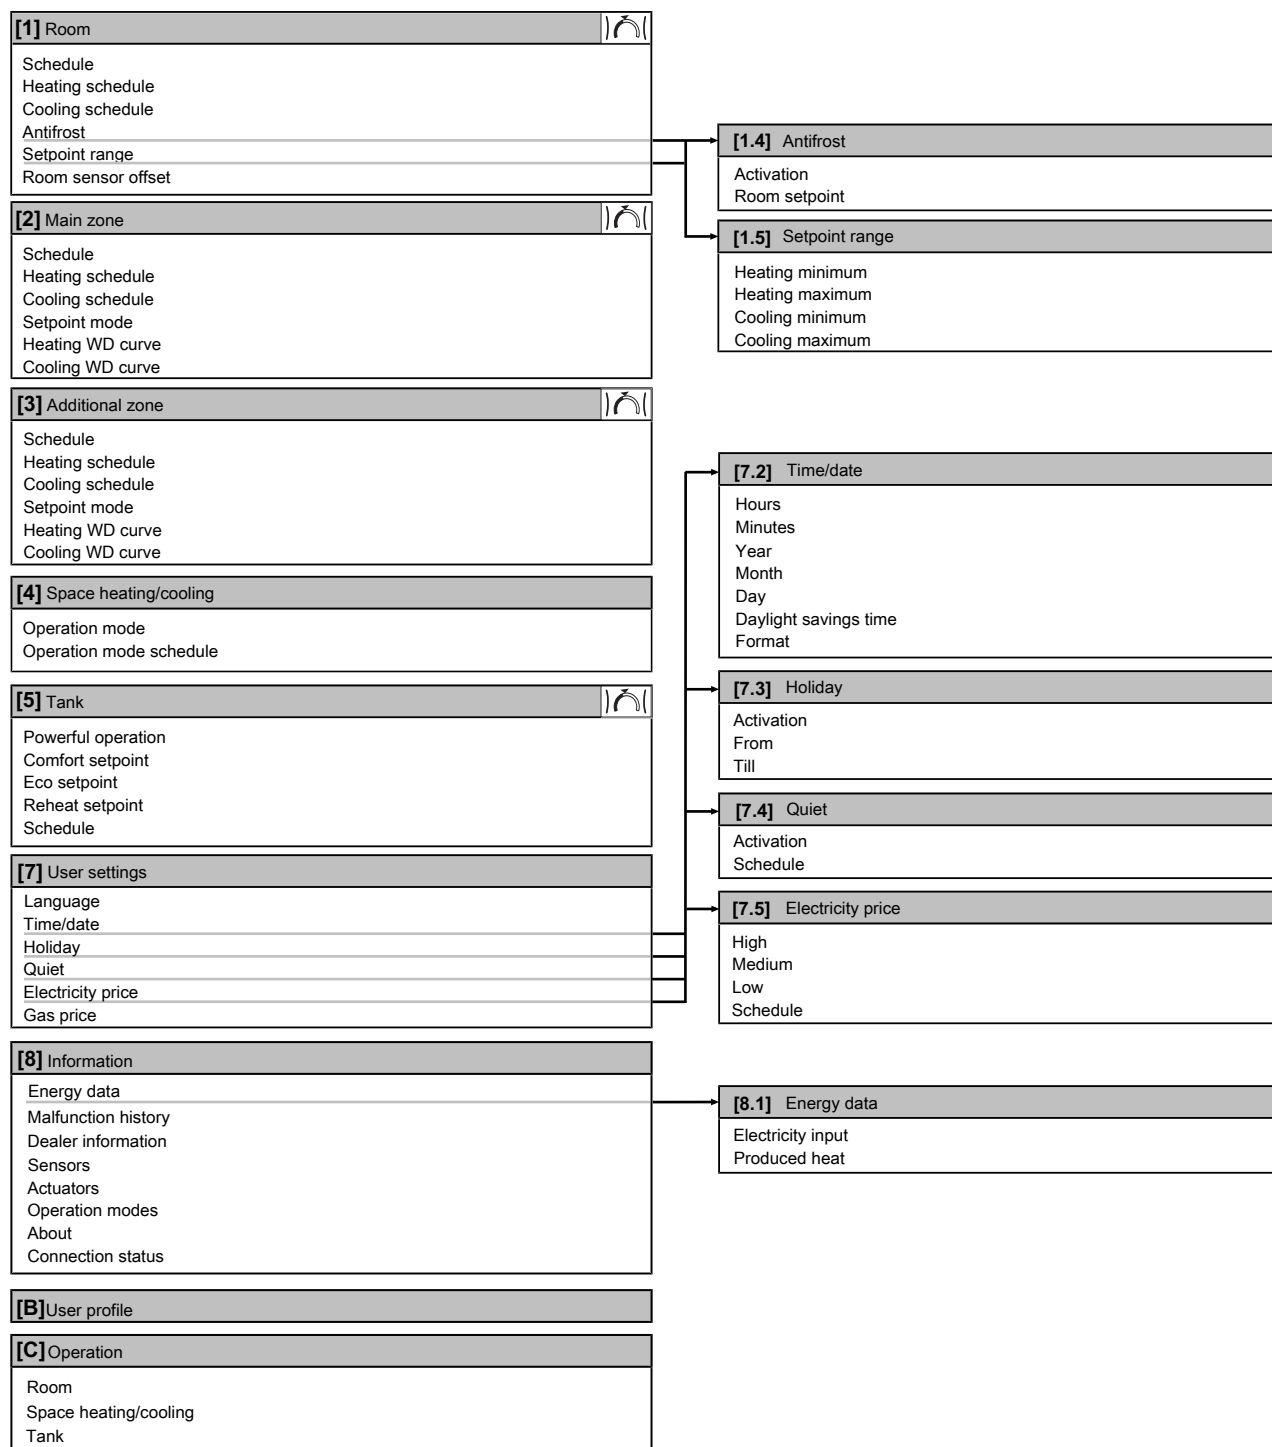 [1] Room
Schedule
Heating schedule
Cooling schedule
Antifrost
Setpoint range
Room sensor offset
[1.4] Antifrost
Activation
Room setpoint
[1.5] Setpoint range
Heating minimum
Heating maximum
Cooling minimum
Cooling maximum
[2] Main zone
Schedule
Heating schedule
Cooling schedule
Setpoint mode
Heating WD curve
Cooling WD curve
[3] Additional zone
Schedule
Heating schedule
Cooling schedule
Setpoint mode
Heating WD curve
Cooling WD curve
[4] Space heating/cooling
Operation mode
Operation mode schedule
[5] Tank
Powerful operation
Comfort setpoint
Eco setpoint
Reheat setpoint
Schedule
[7] User settings
Language
Time/date
Holiday
Quiet
Electricity price
Gas price
[7.2] Time/date
Hours
Minutes
Year
Month
Day
Daylight savings time
Format
[7.3] Holiday
Activation
From
Till
[7.4] Quiet
Activation
Schedule
[7.5] Electricity price
High
Medium
Low
Schedule
[8] Information
Energy data
Malfunction history
Dealer information
Sensors
Actuators
Operation modes
About
Connection status
[8.1] Energy data
Electricity input
Produced heat
[B] User profile
[C] Operation
Room
Space heating/cooling
Tank